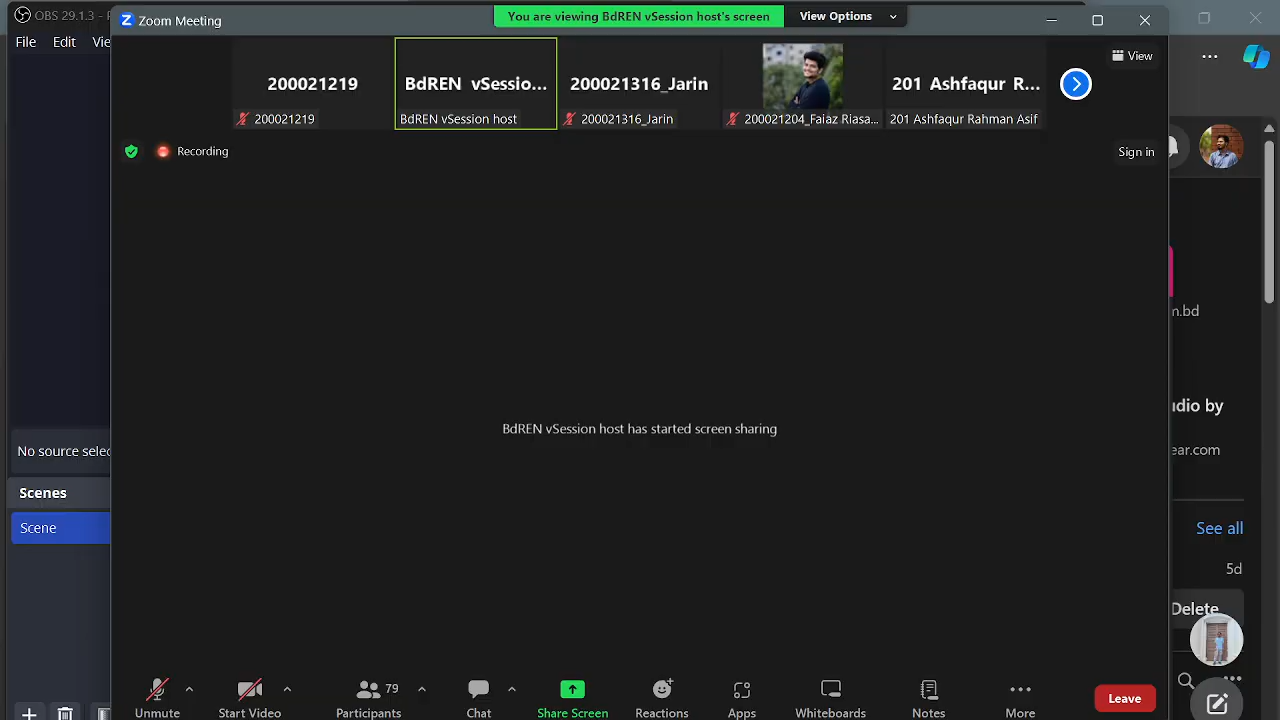 OBS 29.1.3 - P
File Edit Vie
Zoom Meeting
You are viewing BdREN vSession host's screen
View Options
200021219
BdREN vSessio...
200021316_Jarin
201 Ashfaqur R...
View
200021219
BdREN vSession host
200021316_Jarin
200021204_Faiaz Riasa...
201 Ashfaqur Rahman Asif
Recording
Sign in
m.bd
BdREN vSession host has started screen sharing
dio by
No source selec
ear.com
Scenes
Scene
See all
5d
Delete
79
Unmute
Start Video
Participants
Chat
Share Screen
Reactions
Apps
Whiteboards
Notes
More
Leave